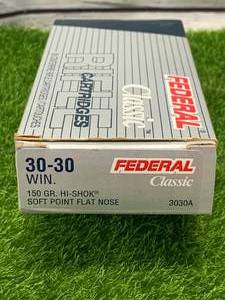 FEDERAL
Classic
RIFLE
CARTRIDGES
30-30
WIN.
FEDERAL
Classic
150 GR. HI-SHOK®
SOFT POINT FLAT NOSE
3030A